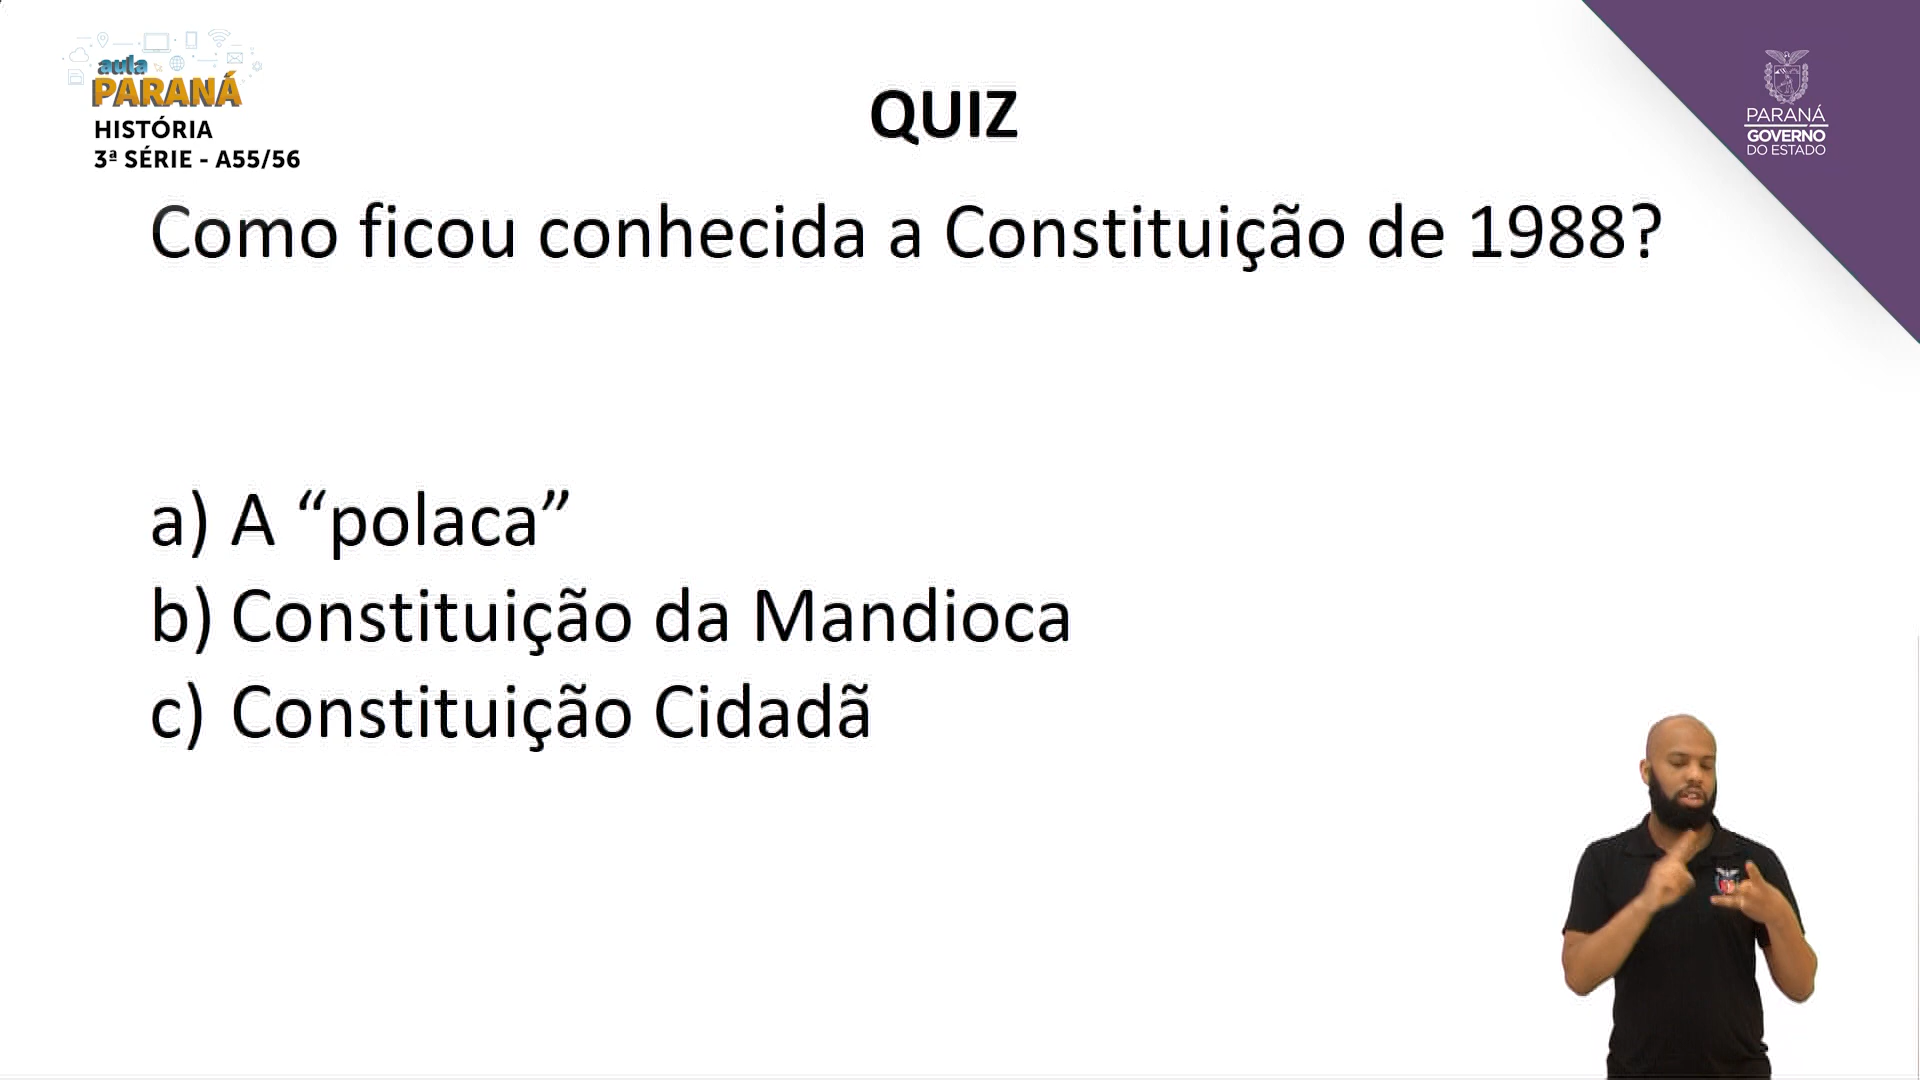 aula
PARANÁ
HISTÓRIA
3ª SÉRIE - A55/56
QUIZ
PARANÁ
GOVERNO
DO ESTADO
Como ficou conhecida a Constituição de 1988?
a) A “polaca”
b) Constituição da Mandioca
c) Constituição Cidadã